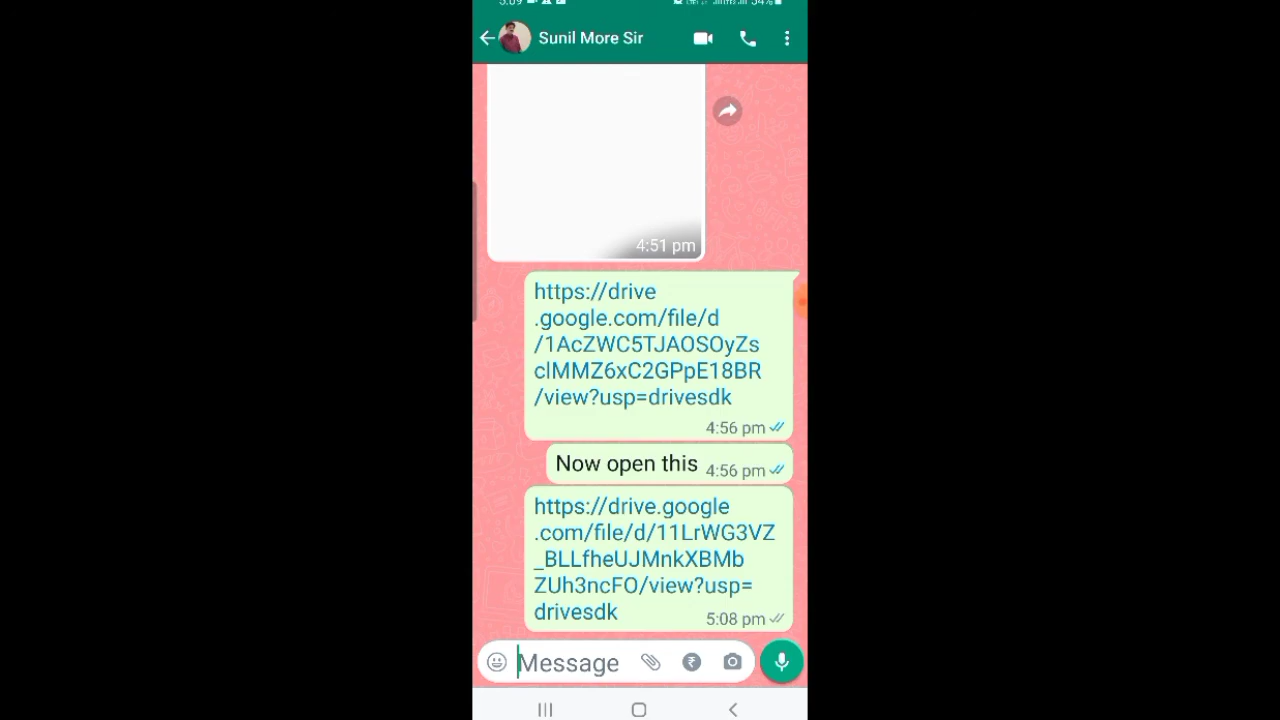 Sunil More Sir
4:51 pm
https://drive
.google.com/file/d
/1AcZWC5TJAOSOyZs
clMMZ6xC2GPpE18BR
/view?usp=drivesdk
4:56 pm
Now open this 4:56 pm
https://drive.google
.com/file/d/11LrWG3VZ
_BLLfheUJMnkXBMb
ZUh3ncFO/view?usp=
drivesdk
5:08 pm
Message